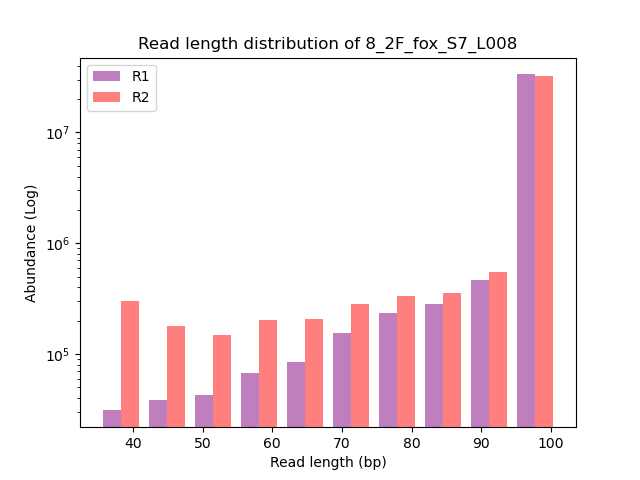 Read length distribution of 8_2F_fox_S7_L008
R1
R2
10^7
10^6
10^5
Abundance (Log)
40 50 60 70 80 90 100
Read length (bp)